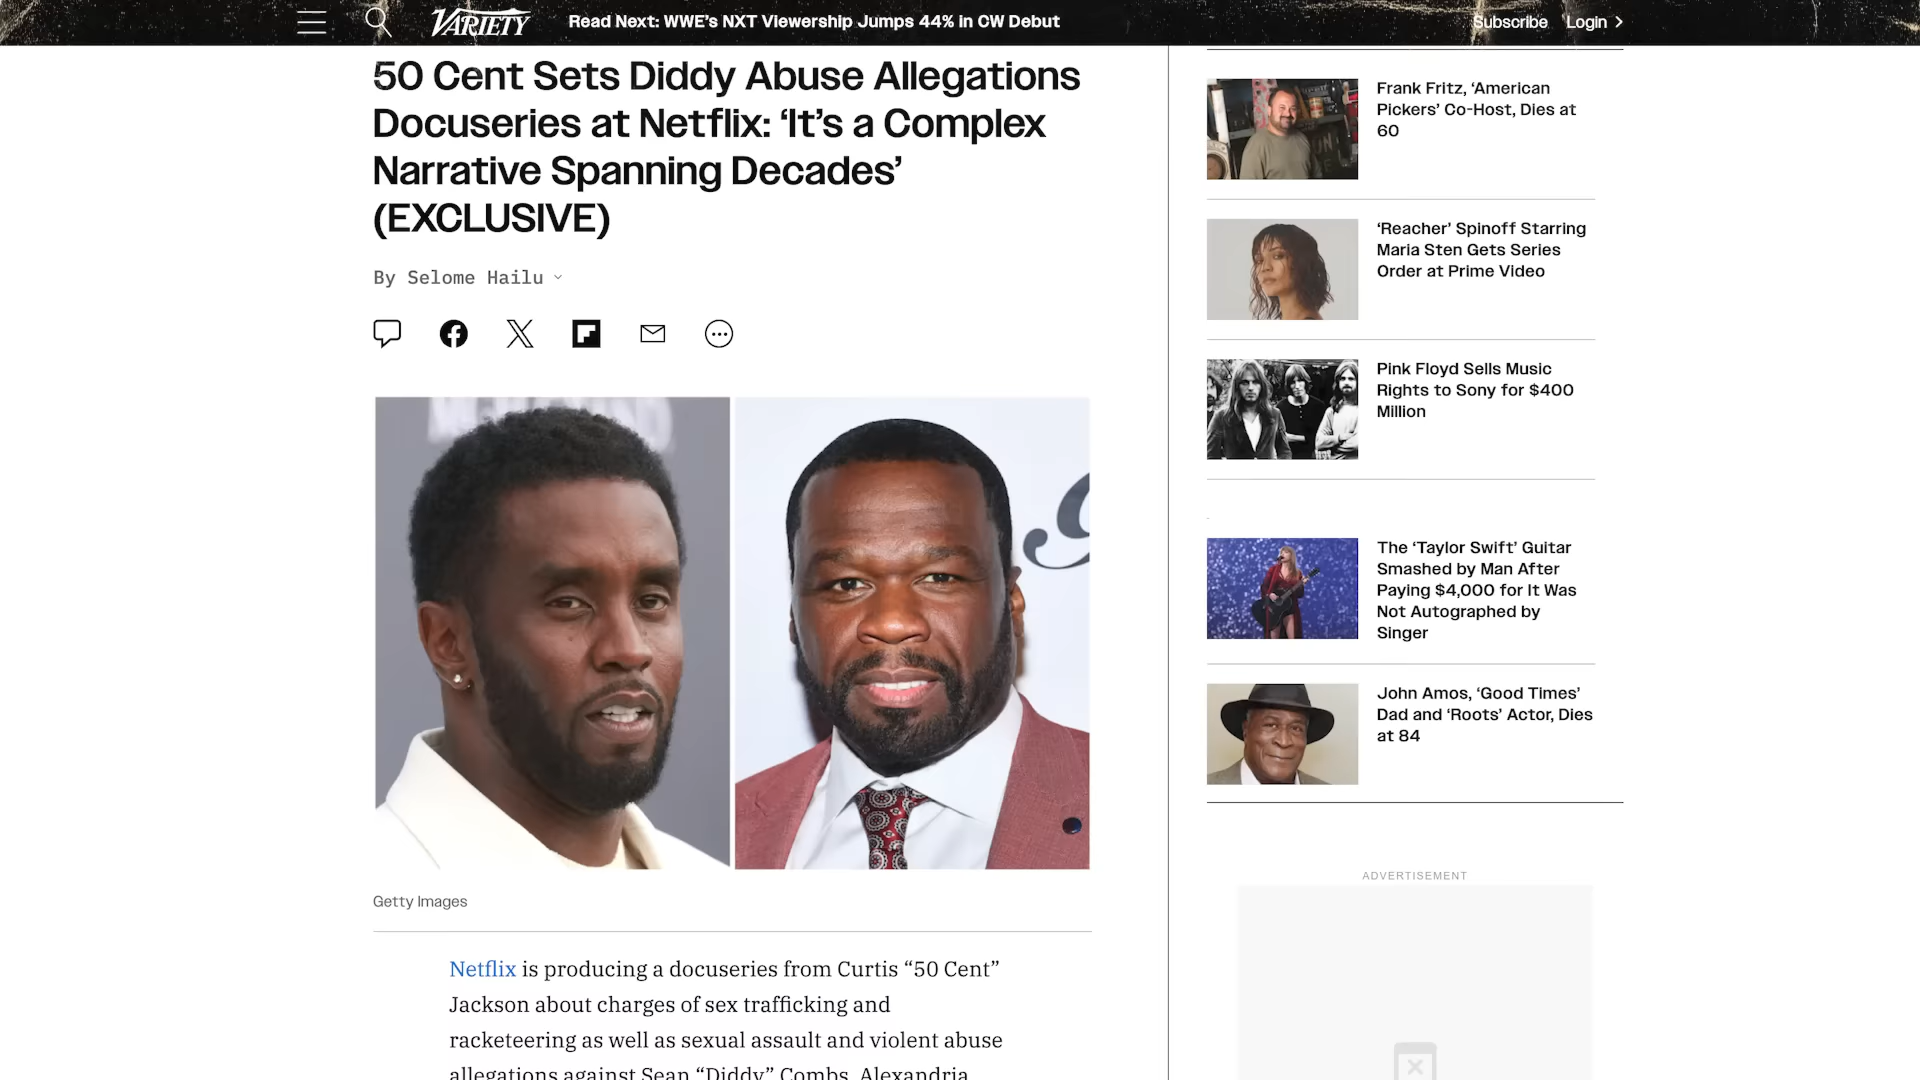 VARIETY
Read Next: WWE's NXT Viewership Jumps 44% in CW Debut
Subscribe
Login
50 Cent Sets Diddy Abuse Allegations
Docuseries at Netflix: ‘It’s a Complex
Narrative Spanning Decades’
(EXCLUSIVE)
By Selome Hailu
Getty Images
Netflix is producing a docuseries from Curtis “50 Cent”
Jackson about charges of sex trafficking and
racketeering as well as sexual assault and violent abuse
allegations against Sean “Diddy” Combs. Alexandria
Frank Fritz, ‘American
Pickers’ Co-Host, Dies at
60
‘Reacher’ Spinoff Starring
Maria Sten Gets Series
Order at Prime Video
Pink Floyd Sells Music
Rights to Sony for $400
Million
The ‘Taylor Swift’ Guitar
Smashed by Man After
Paying $4,000 for It Was
Not Autographed by
Singer
John Amos, ‘Good Times’
Dad and ‘Roots’ Actor, Dies
at 84
ADVERTISEMENT